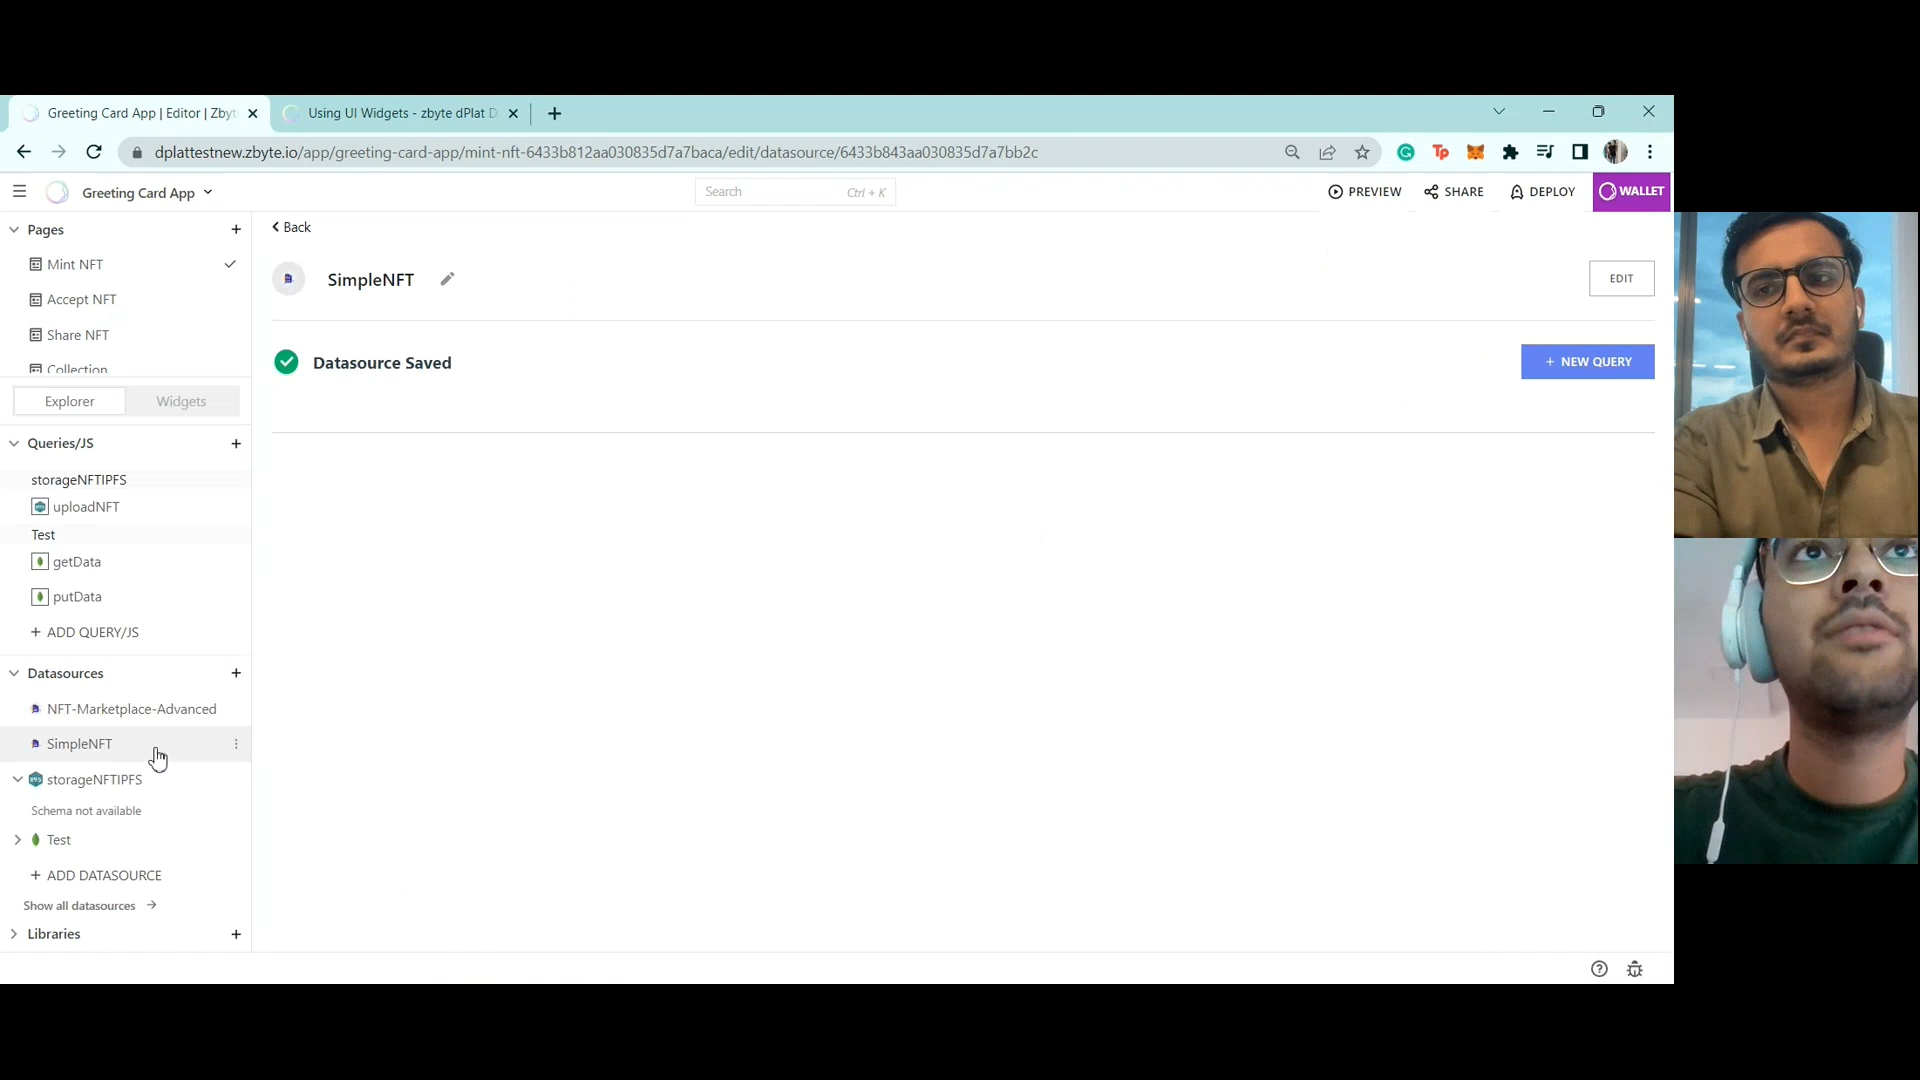 Greeting Card App | Editor | Zbyt
Using UI Widgets - zbyte dPlat D
dplattestnew.zbyte.io/app/greeting-card-app/mint-nft-6433b812aa030835d7a7baca/edit/datasource/6433b843aa030835d7a7bb2c
Greeting Card App
Search
Ctrl + K
PREVIEW
SHARE
DEPLOY
WALLET
Pages
Mint NFT
Accept NFT
Share NFT
Collection
Explorer
Widgets
Queries/JS
storageNFTIPFS
uploadNFT
Test
getData
putData
+ ADD QUERY/JS
Datasources
NFT-Marketplace-Advanced
SimpleNFT
storageNFTIPFS
Schema not available
Test
+ ADD DATASOURCE
Show all datasources
Libraries
Back
SimpleNFT
EDIT
Datasource Saved
+ NEW QUERY